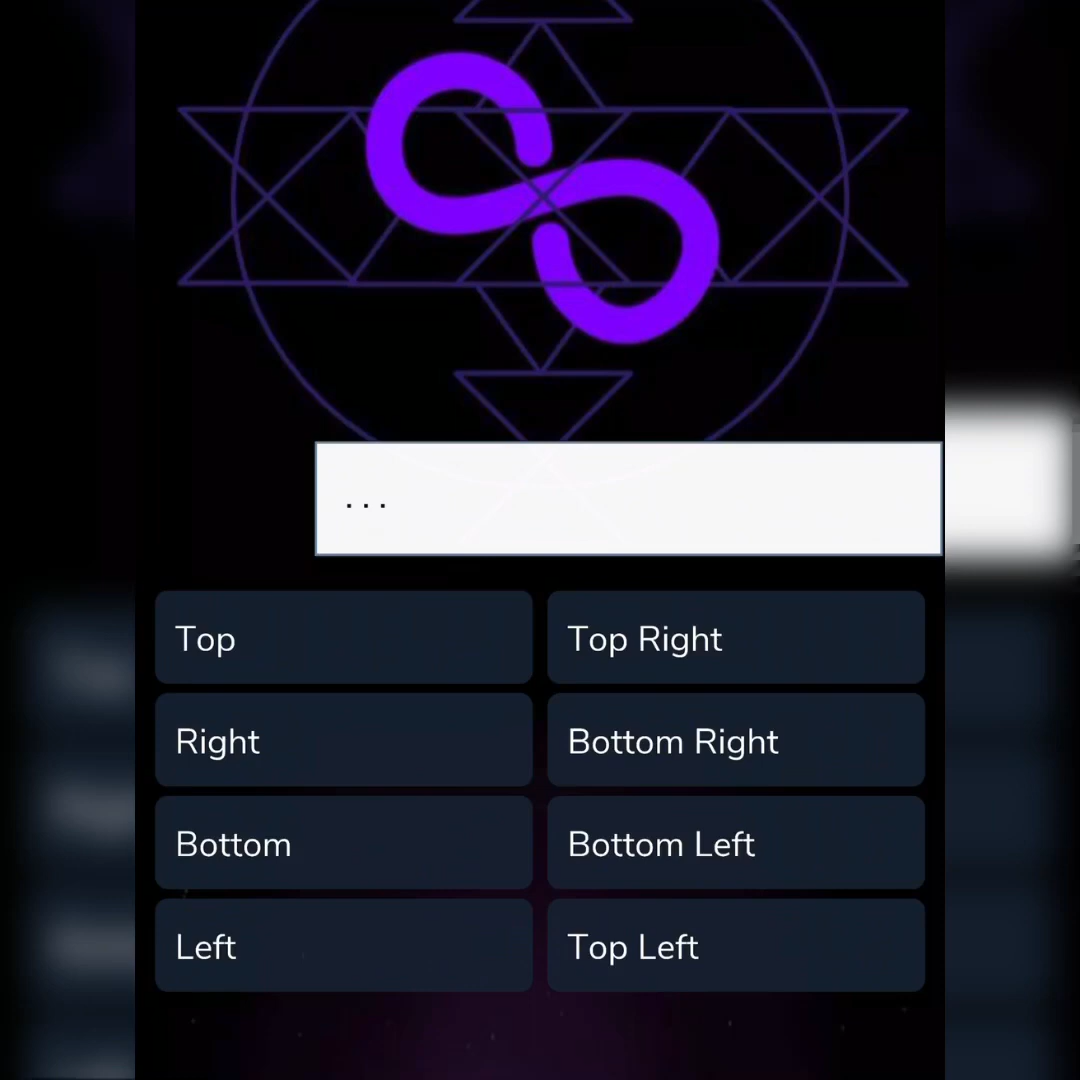 ...
Top
Top Right
Right
Bottom Right
Bottom
Bottom Left
Left
Top Left